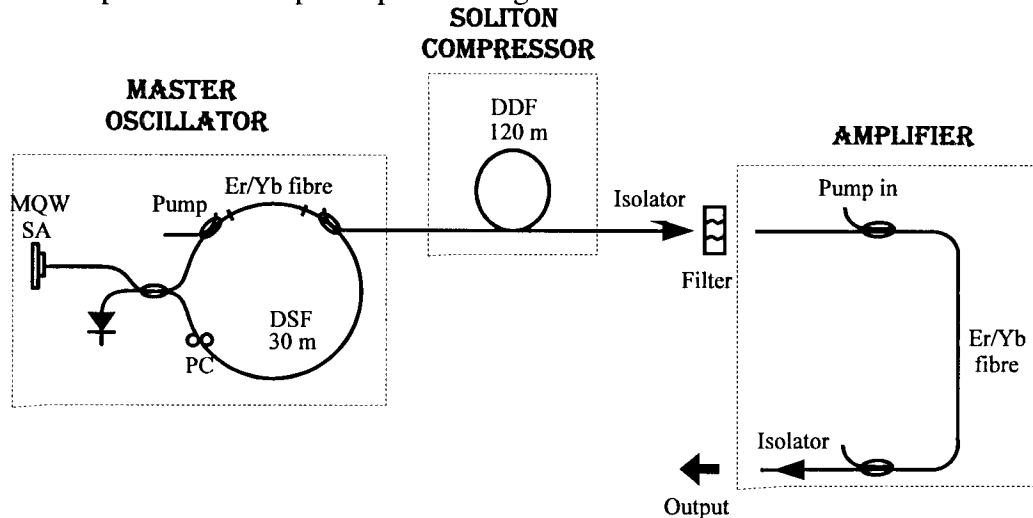 SOLITON
COMPRESSOR
MASTER
OSCILLATOR
DDF
120 m
AMPLIFIER
MQW
SA
Pump
Er/Yb fibre
Isolator
Pump in
Filter
DSF
30 m
PC
Er/Yb
fibre
Isolator
Output